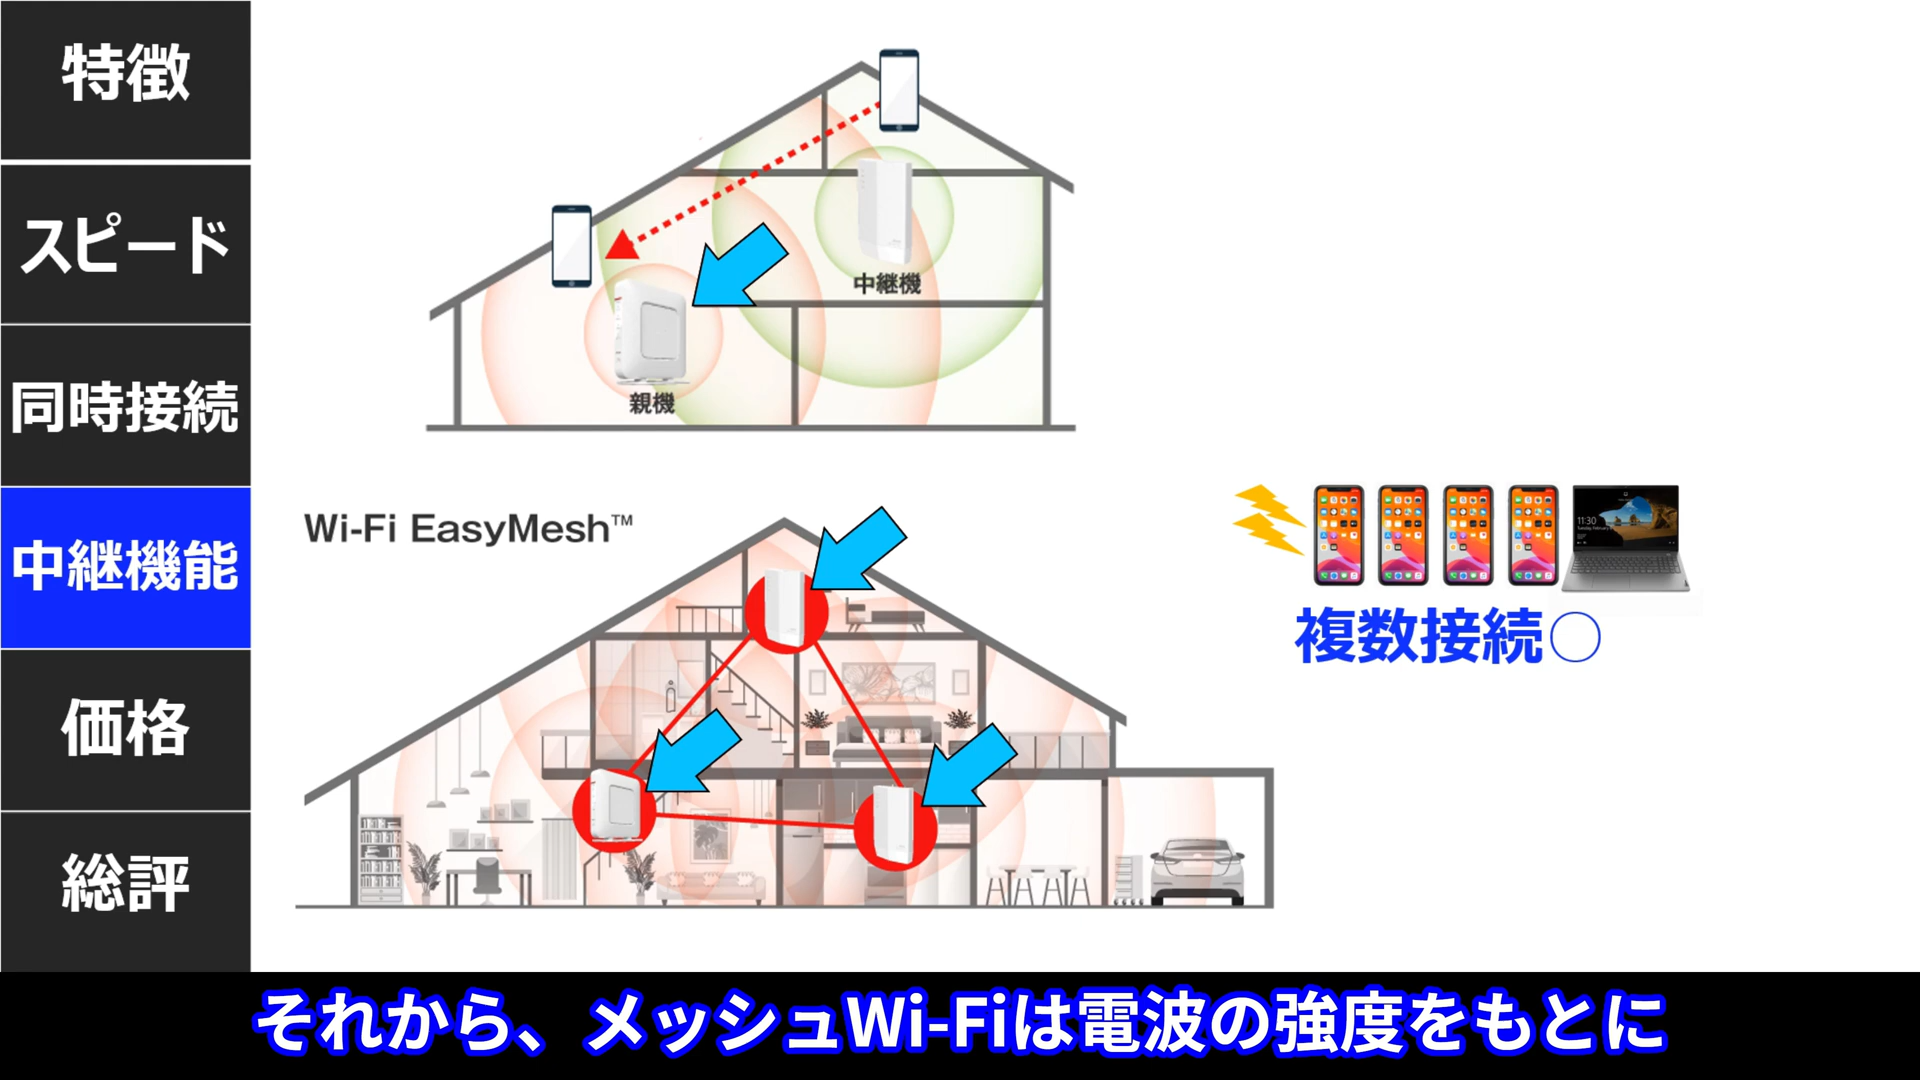 特徴
スピード
同時接続
中継機能
価格
総評
中継機
親機
Wi-Fi EasyMesh™
11:30
複数接続○
それから、メッシュWi-Fiは電波の強度をもとに